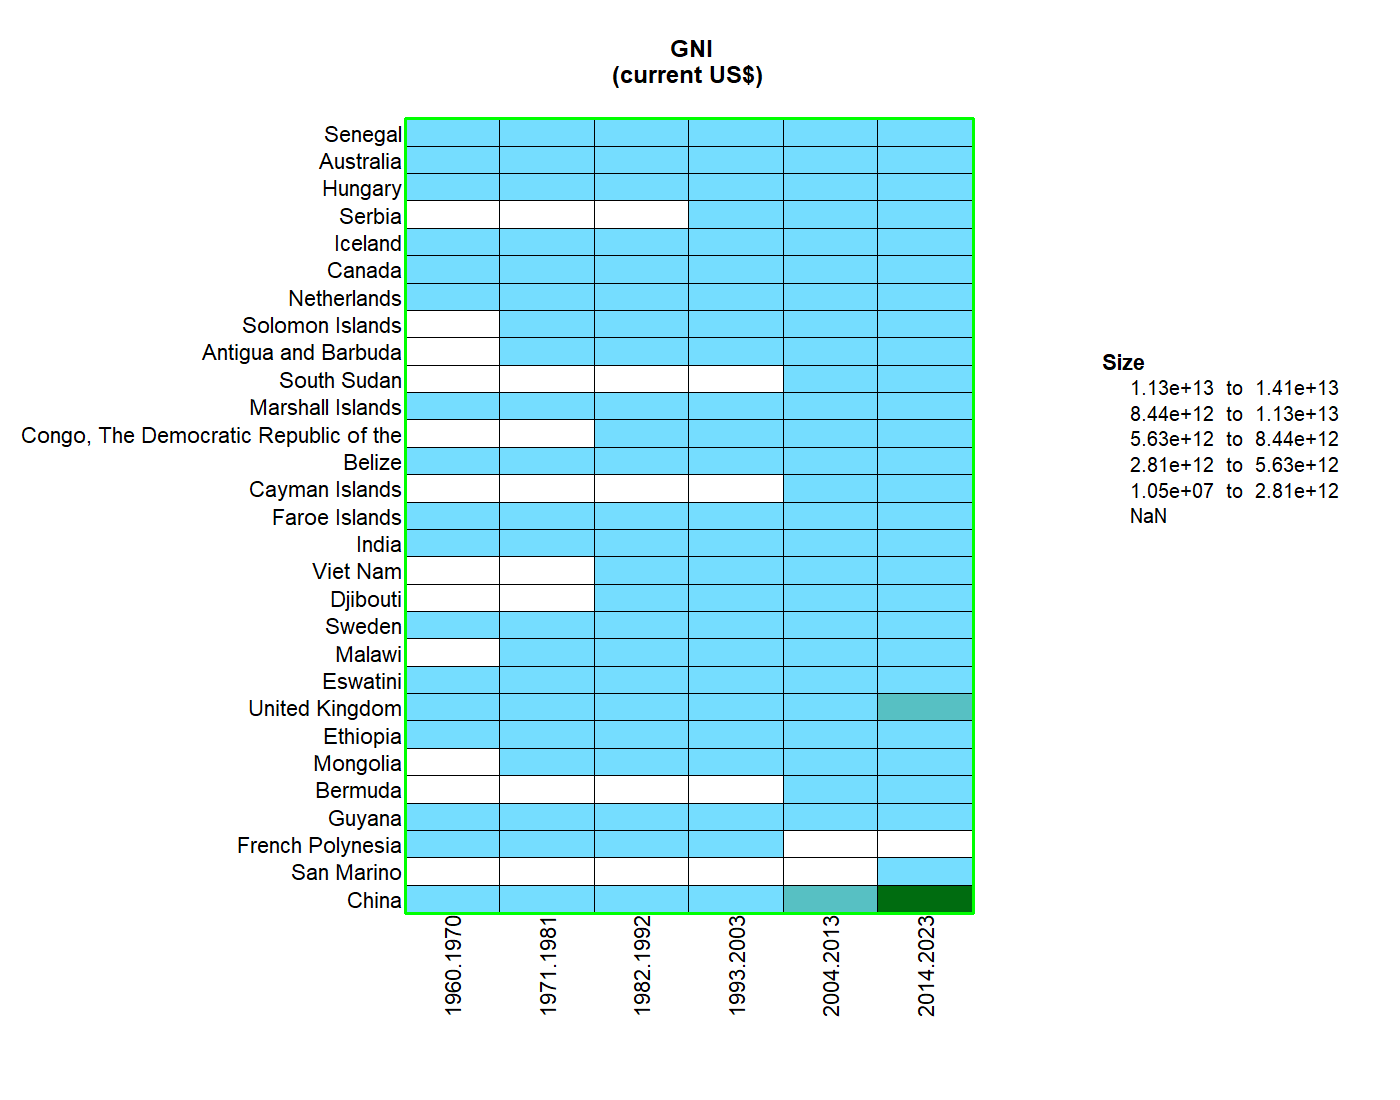 GNI
(current US$)
Senegal
Australia
Hungary
Serbia
Iceland
Canada
Netherlands
Solomon Islands
Antigua and Barbuda
South Sudan
Marshall Islands
Congo, The Democratic Republic of the
Belize
Cayman Islands
Faroe Islands
India
Viet Nam
Djibouti
Sweden
Malawi
Eswatini
United Kingdom
Ethiopia
Mongolia
Bermuda
Guyana
French Polynesia
San Marino
China
1960.1970
1971.1981
1982.1992
1993.2003
2004.2013
2014.2023
Size
1.13e+13 to 1.41e+13
8.44e+12 to 1.13e+13
5.63e+12 to 8.44e+12
2.81e+12 to 5.63e+12
1.05e+07 to 2.81e+12
NaN